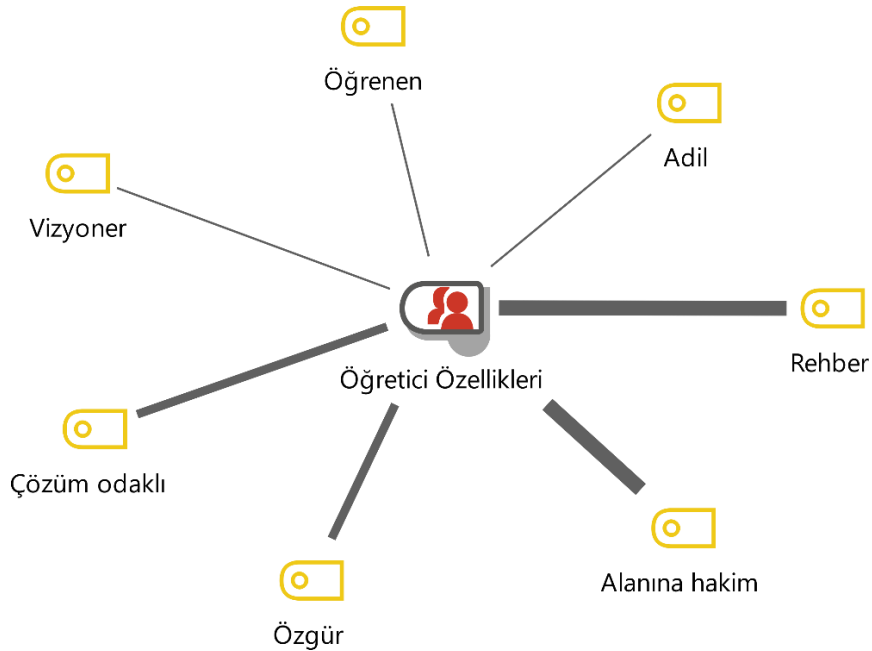 Öğrenen
Adil
Vizyoner
Rehber
Öğretici Özellikleri
Çözüm odaklı
Alanına hakim
Özgür